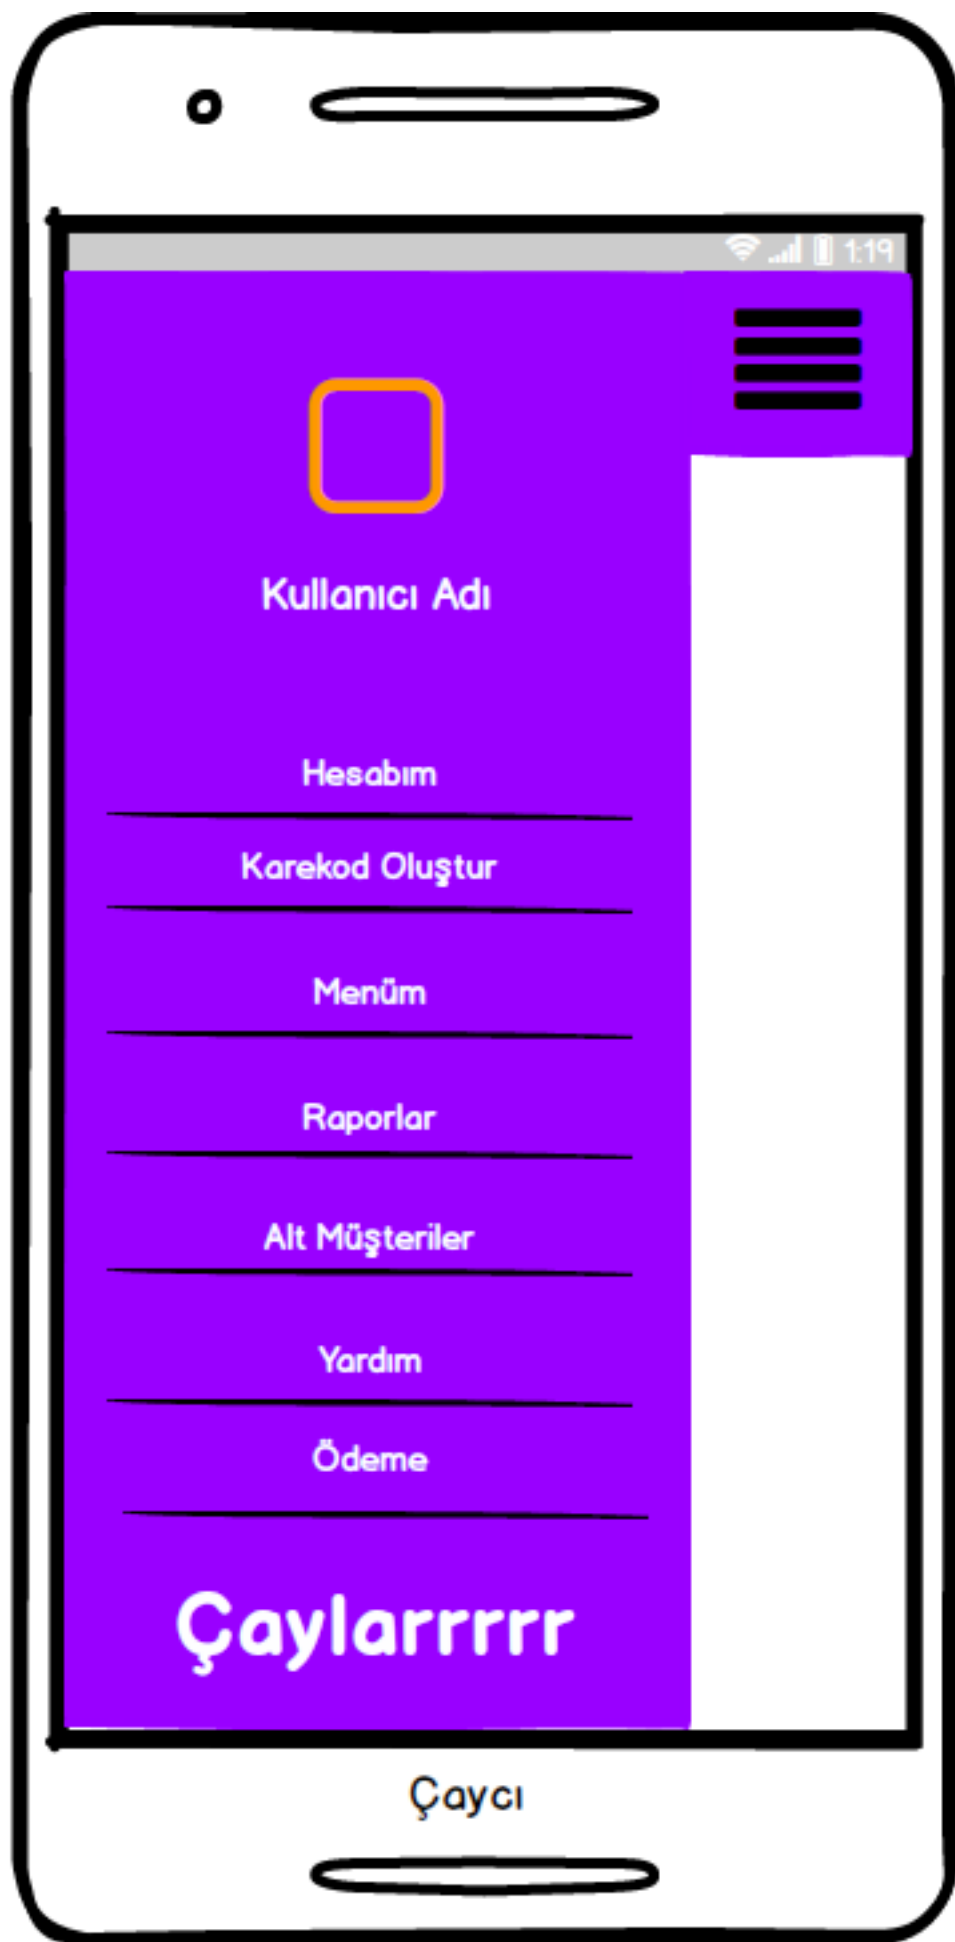 1:19
Kullanıcı Adı
Hesabım
Karekod Oluştur
Menüm
Raporlar
Alt Müşteriler
Yardım
Ödeme
Çaylarrrrr
Çaycı